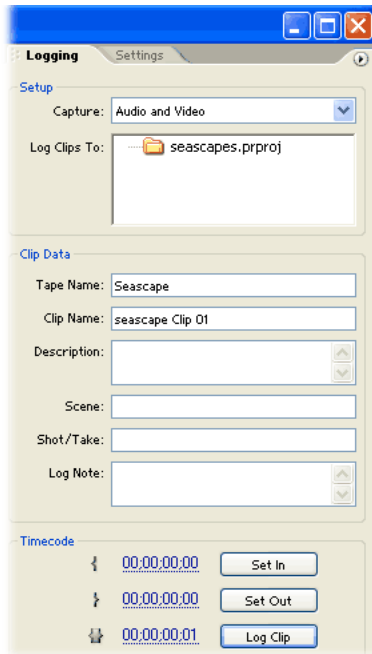 Logging Settings
Setup
Capture: Audio and Video
Log Clips To: seascapes.prproj
Clip Data
Tape Name: Seascape
Clip Name: seascape Clip 01
Description:
Scene:
Shot/Take:
Log Note:
Timecode
00;00;00;00 Set In
00;00;00;00 Set Out
00;00;00;01 Log Clip